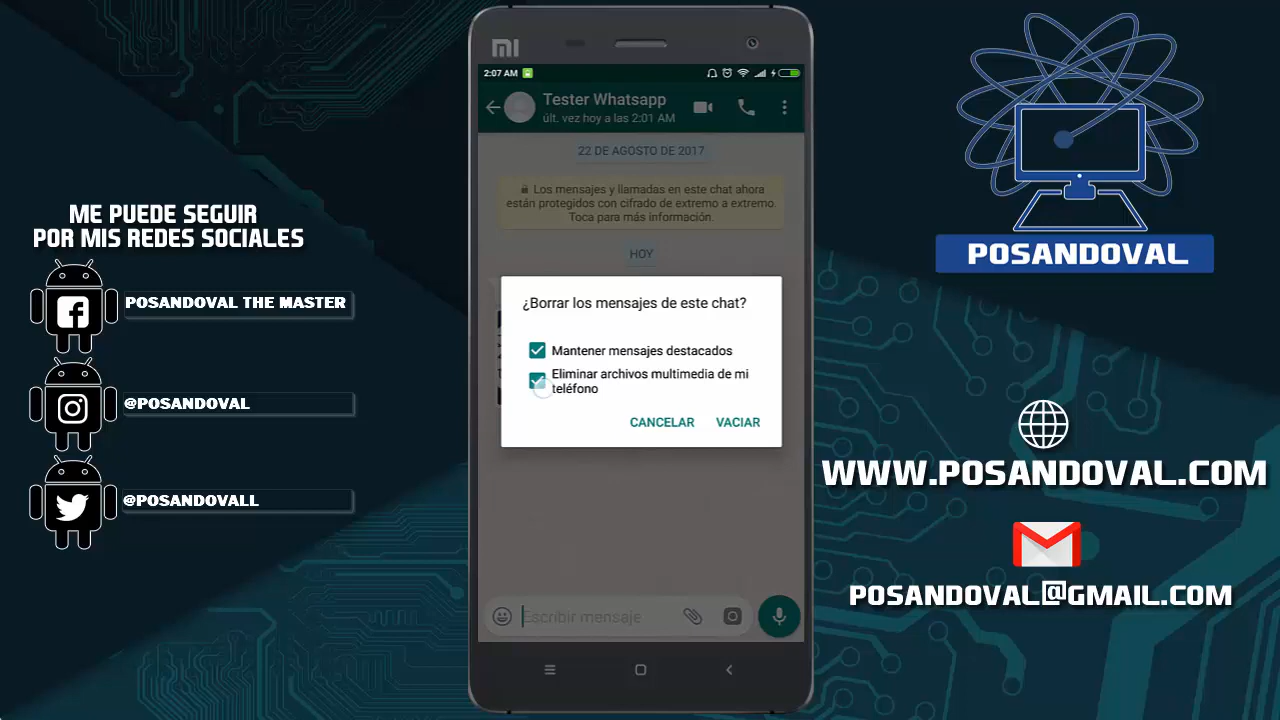 ME PUEDE SEGUIR
POR MIS REDES SOCIALES
POSANDOVAL THE MASTER
@POSANDOVAL
@POSANDOVALL
MI
2:07 AM
Tester Whatsapp
últ. vez hoy a las 2:01 AM
22 DE AGOSTO DE 2017
Los mensajes y llamadas en este chat ahora
están protegidos con cifrado de extremo a extremo.
Toca para más información.
HOY
¿Borrar los mensajes de este chat?
Mantener mensajes destacados
Eliminar archivos multimedia de mi
teléfono
CANCELAR VACIAR
Escribir mensaje
POSANDOVAL
WWW.POSANDOVAL.COM
POSANDOVAL@GMAIL.COM